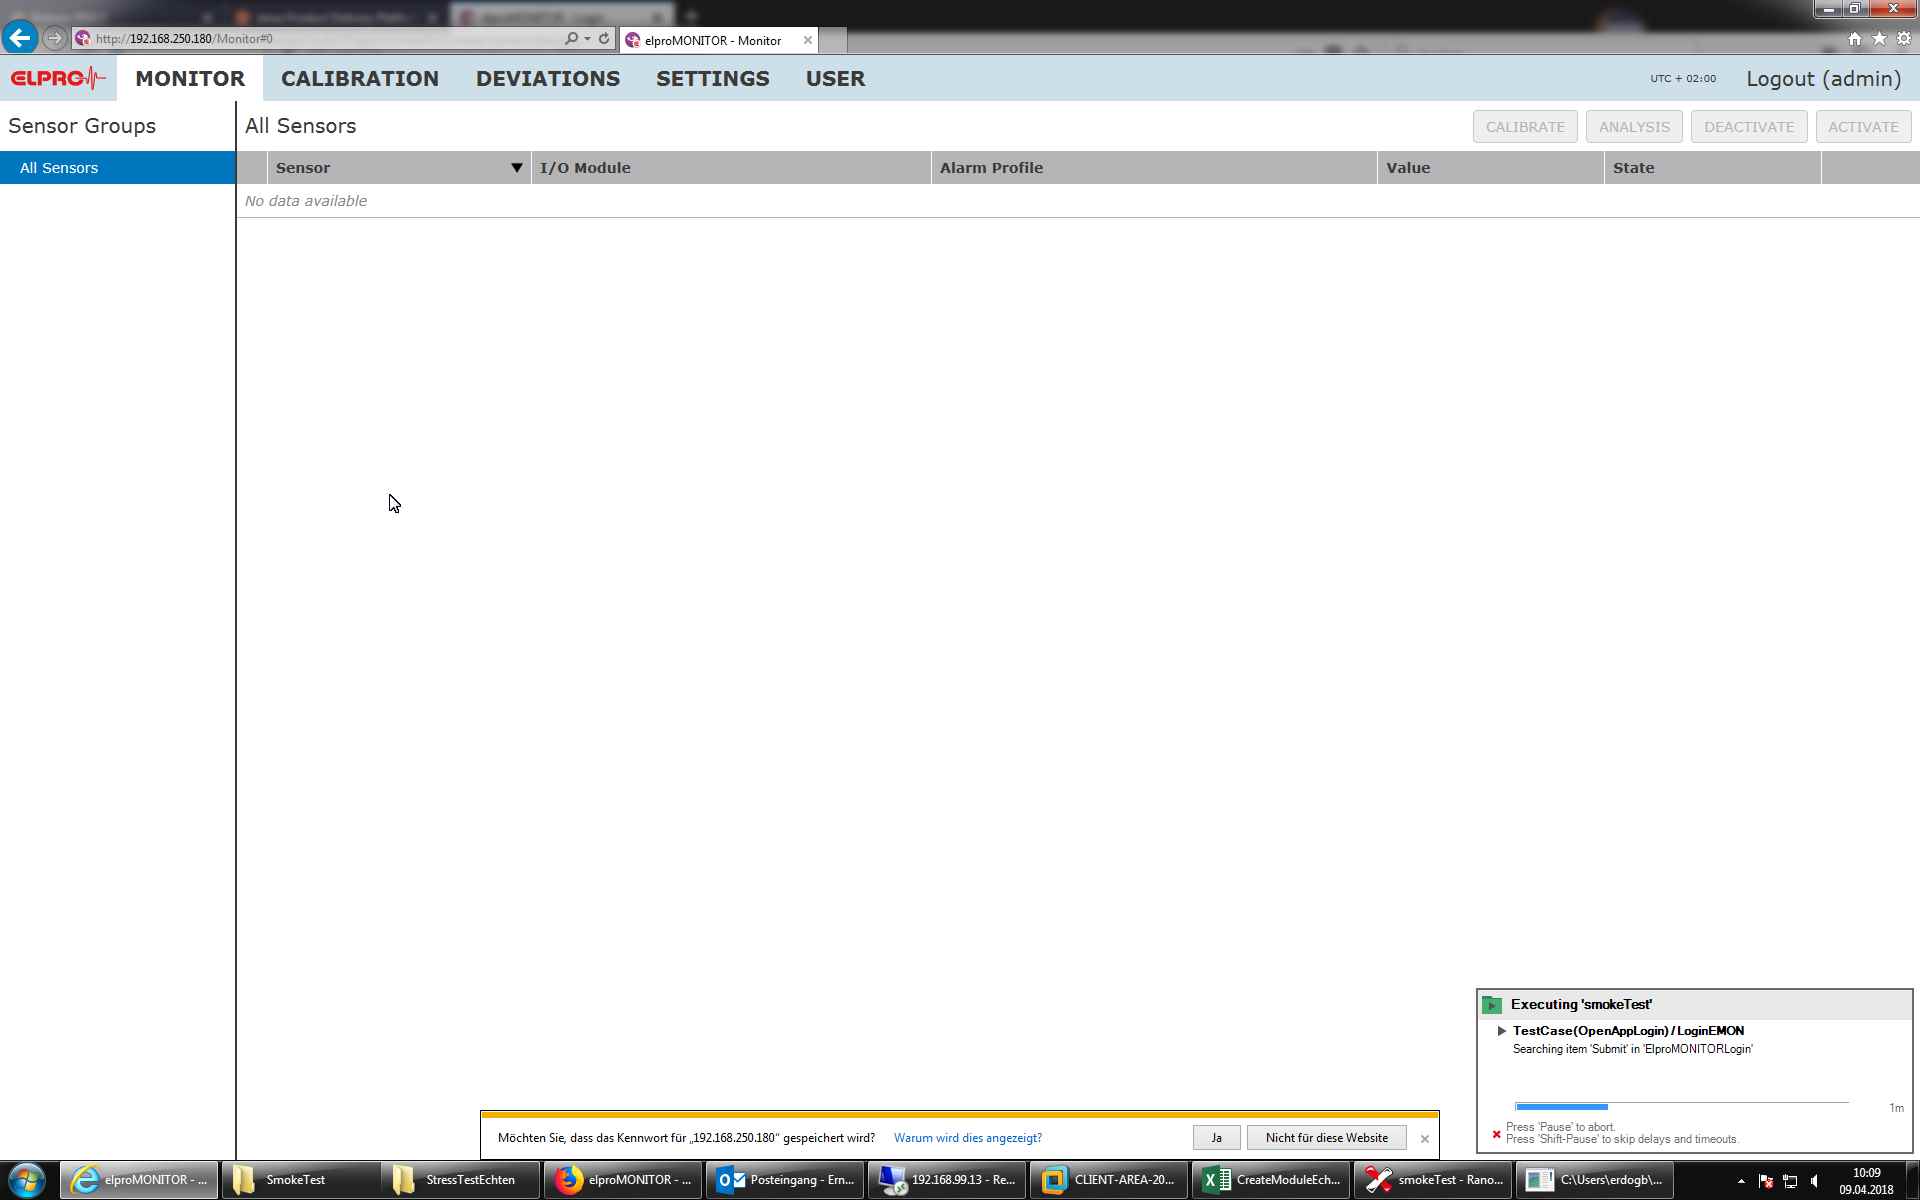 http://192.168.250.180/Monitor#0
elproMONITOR - Monitor
ELPRO
MONITOR
CALIBRATION
DEVIATIONS
SETTINGS
USER
UTC + 02:00
Logout (admin)
Sensor Groups
All Sensors
CALIBRATE
ANALYSIS
DEACTIVATE
ACTIVATE
All Sensors
Sensor
I/O Module
Alarm Profile
Value
State
No data available
Executing 'smokeTest'
TestCase(OpenAppLogin) / LoginEMON
Searching item 'Submit' in 'ElproMONITORLogin'
1m
Press 'Pause' to abort.
Press 'Shift-Pause' to skip delays and timeouts.
Möchten Sie, dass das Kennwort für „192.168.250.180“ gespeichert wird?
Warum wird dies angezeigt?
Ja
Nicht für diese Website
elproMONITOR - ...
SmokeTest
StressTestEchten
elproMONITOR - ...
Posteingang - Ern...
192.168.99.13 - Re...
CLIENT-AREA-20...
CreateModuleEch...
smokeTest - Rano...
C:\Users\erdogb\...
10:09
09.04.2018